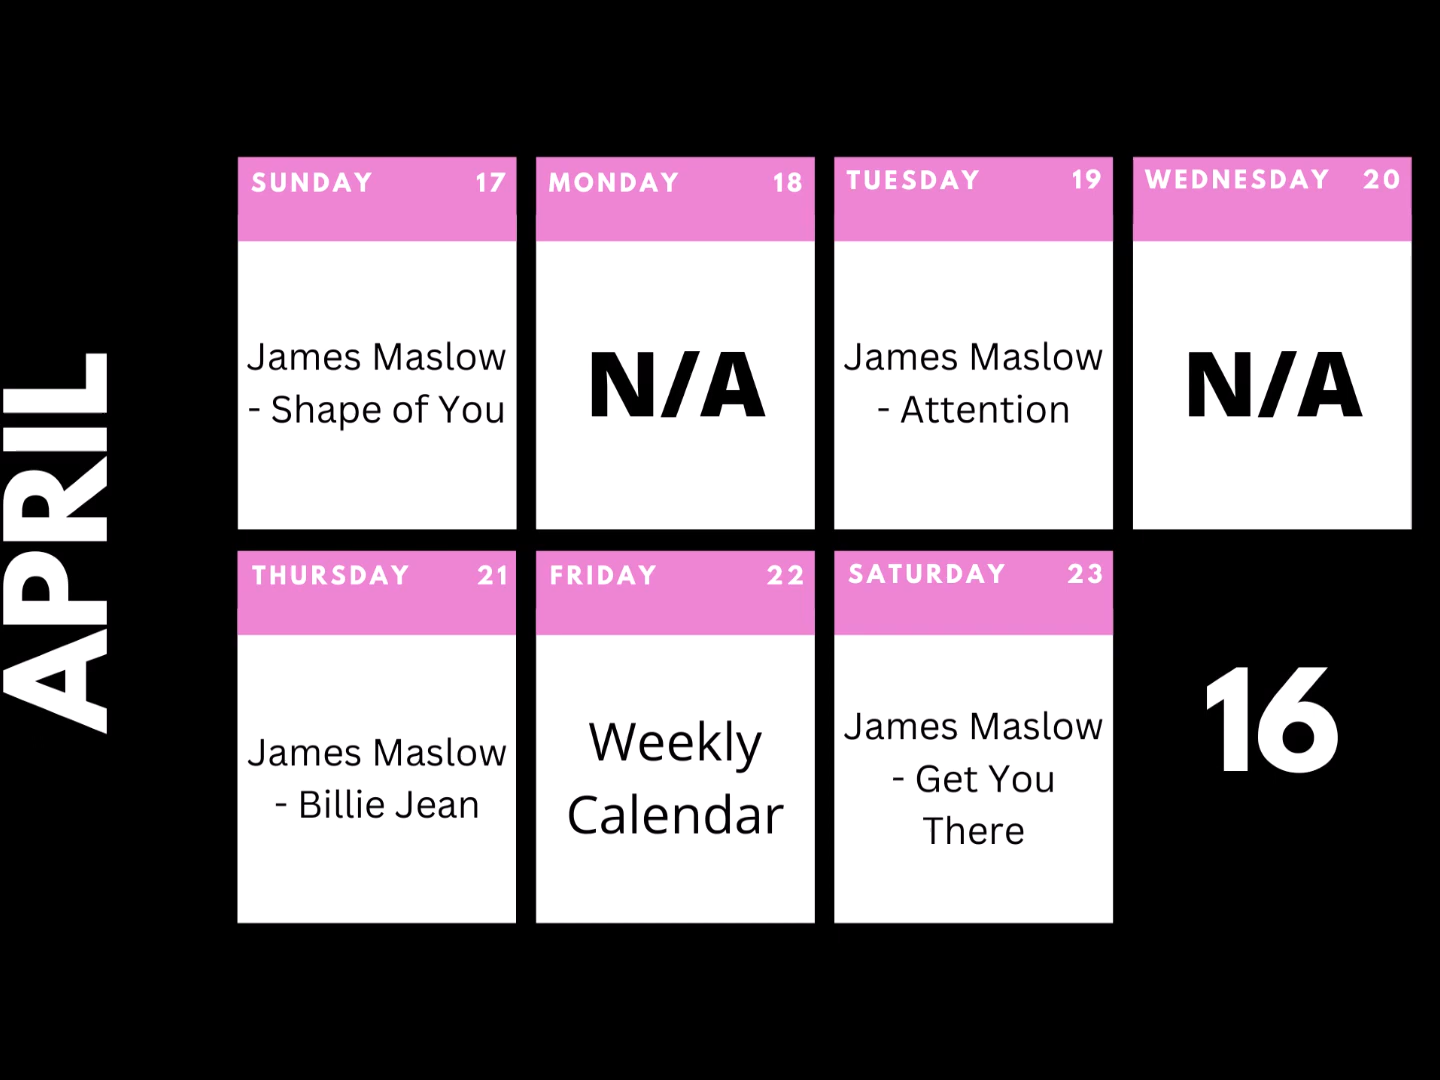 APRIL
SUNDAY 17
James Maslow
- Shape of You
MONDAY 18
N/A
TUESDAY 19
James Maslow
- Attention
WEDNESDAY 20
N/A
THURSDAY 21
James Maslow
- Billie Jean
FRIDAY 22
Weekly
Calendar
SATURDAY 23
James Maslow
- Get You
There
16